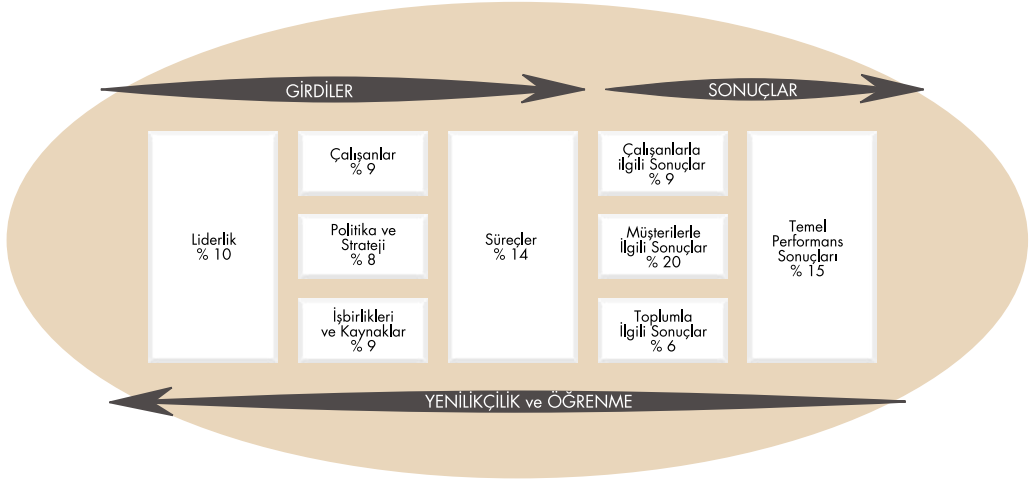 GİRDİLER
SONUÇLAR
Liderlik
% 10
Çalışanlar
% 9
Politika ve
Strateji
% 8
İşbirlikleri
ve Kaynaklar
% 9
Süreçler
% 14
Çalışanlarla
ilgili Sonuçlar
% 9
Müşterilerle
İlgili Sonuçlar
% 20
Toplumla
İlgili Sonuçlar
% 6
Temel
Performans
Sonuçları
% 15
YENİLİKÇİLİK ve ÖĞRENME